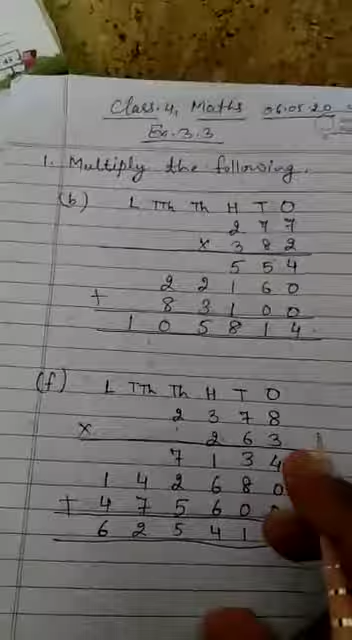 Class.4, Maths 06.05.20
Ex.3.3
1. Multiply the following.
(b) L TTh Th H T O
2 7 7
x 3 8 2
5 5 4
2 2 1 6 0
+ 8 3 1 0 0
1 0 5 8 1 4
(f) L TTh Th H T O
2 3 7 8
x 2 6 3
7 1 3 4
1 4 2 6 8 0
+ 4 7 5 6 0
6 2 5 4 1